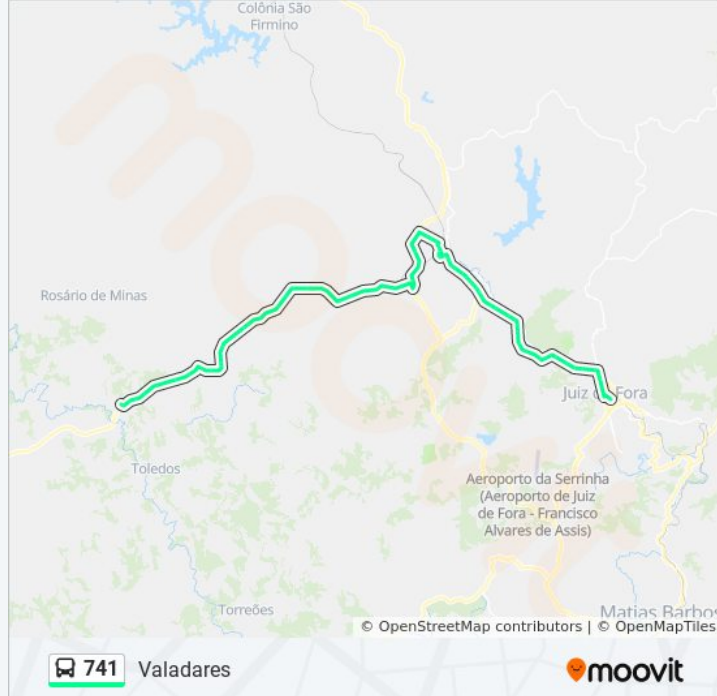 Colônia São
Firmino
Rosário de Minas
Juiz de Fora
Toledos
Aeroporto da Serrinha
(Aeroporto de Juiz
de Fora - Francisco
Alvares de Assis)
Torreões
Matias Barbos
© OpenStreetMap contributors | © OpenMapTiles
741 Valadares
moovit
moovit